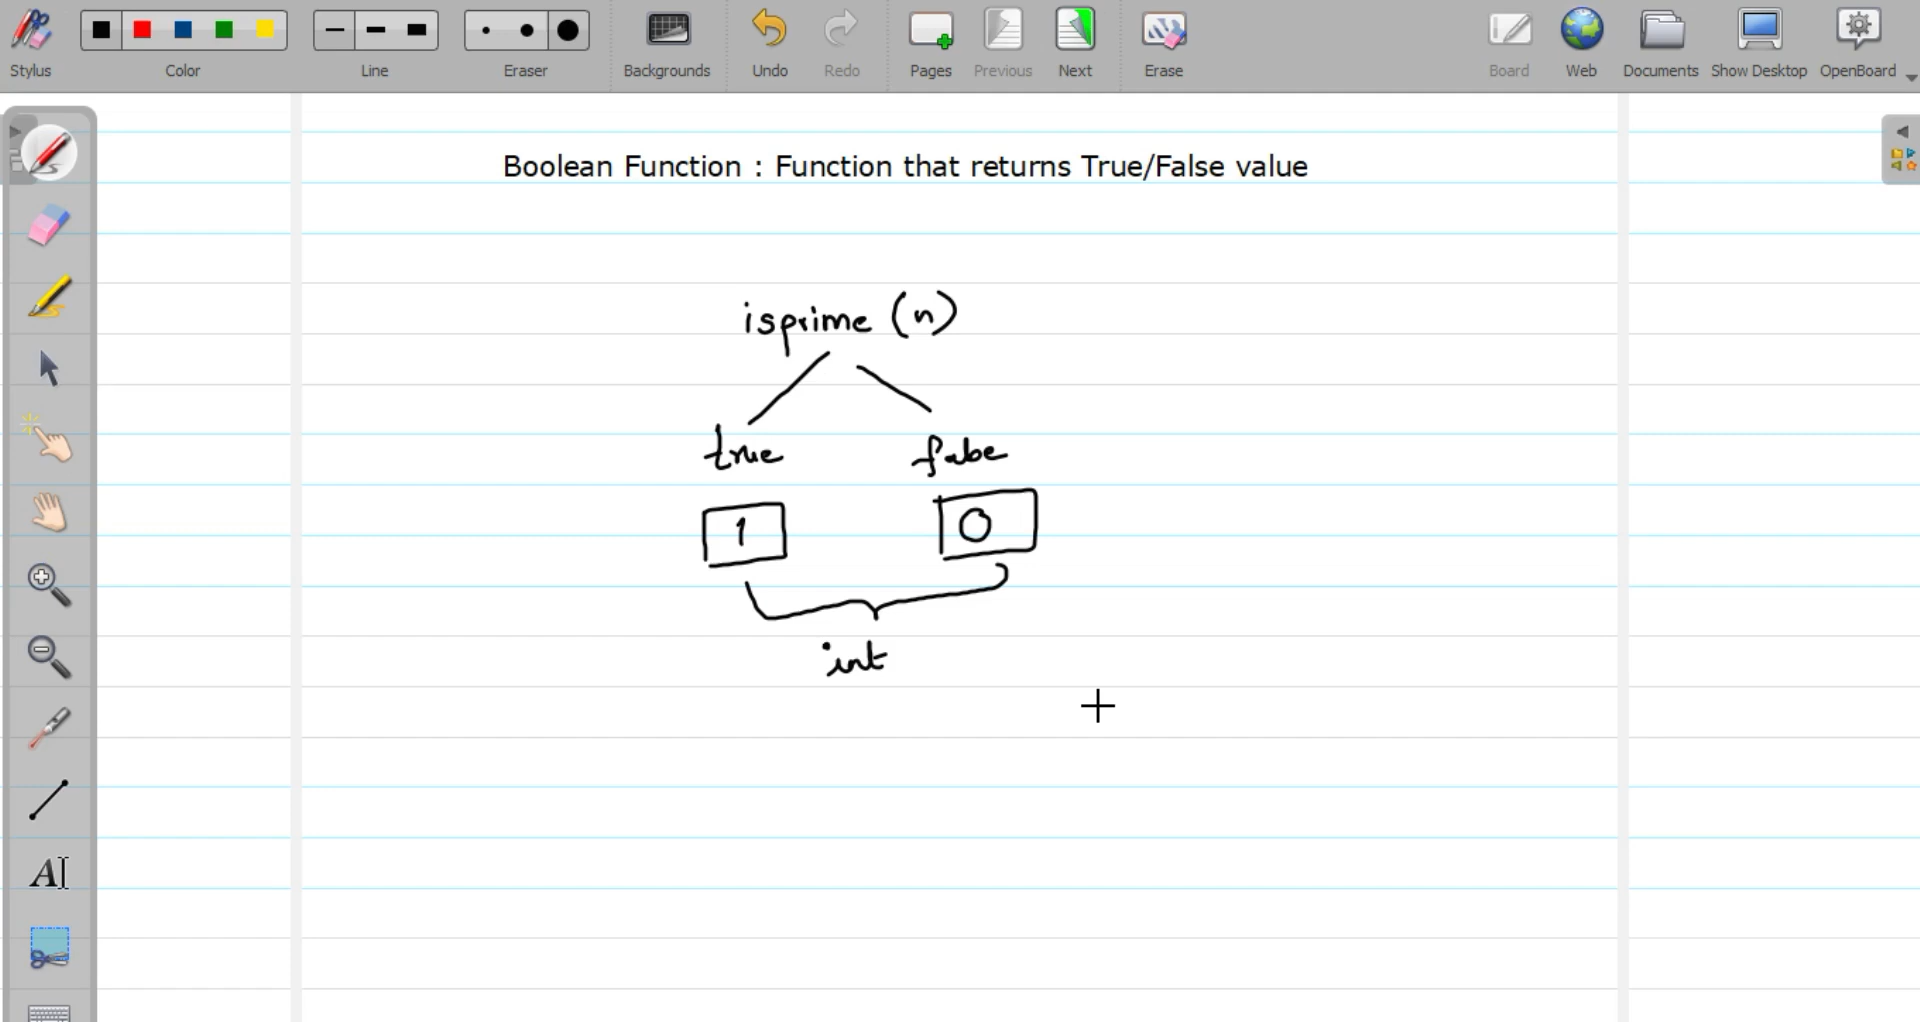 Stylus Color Line Eraser Backgrounds Undo Redo Pages Previous Next Erase Board Web Documents Show Desktop OpenBoard
Boolean Function : Function that returns True/False value
isprime (n)
true false
1 0
int
A